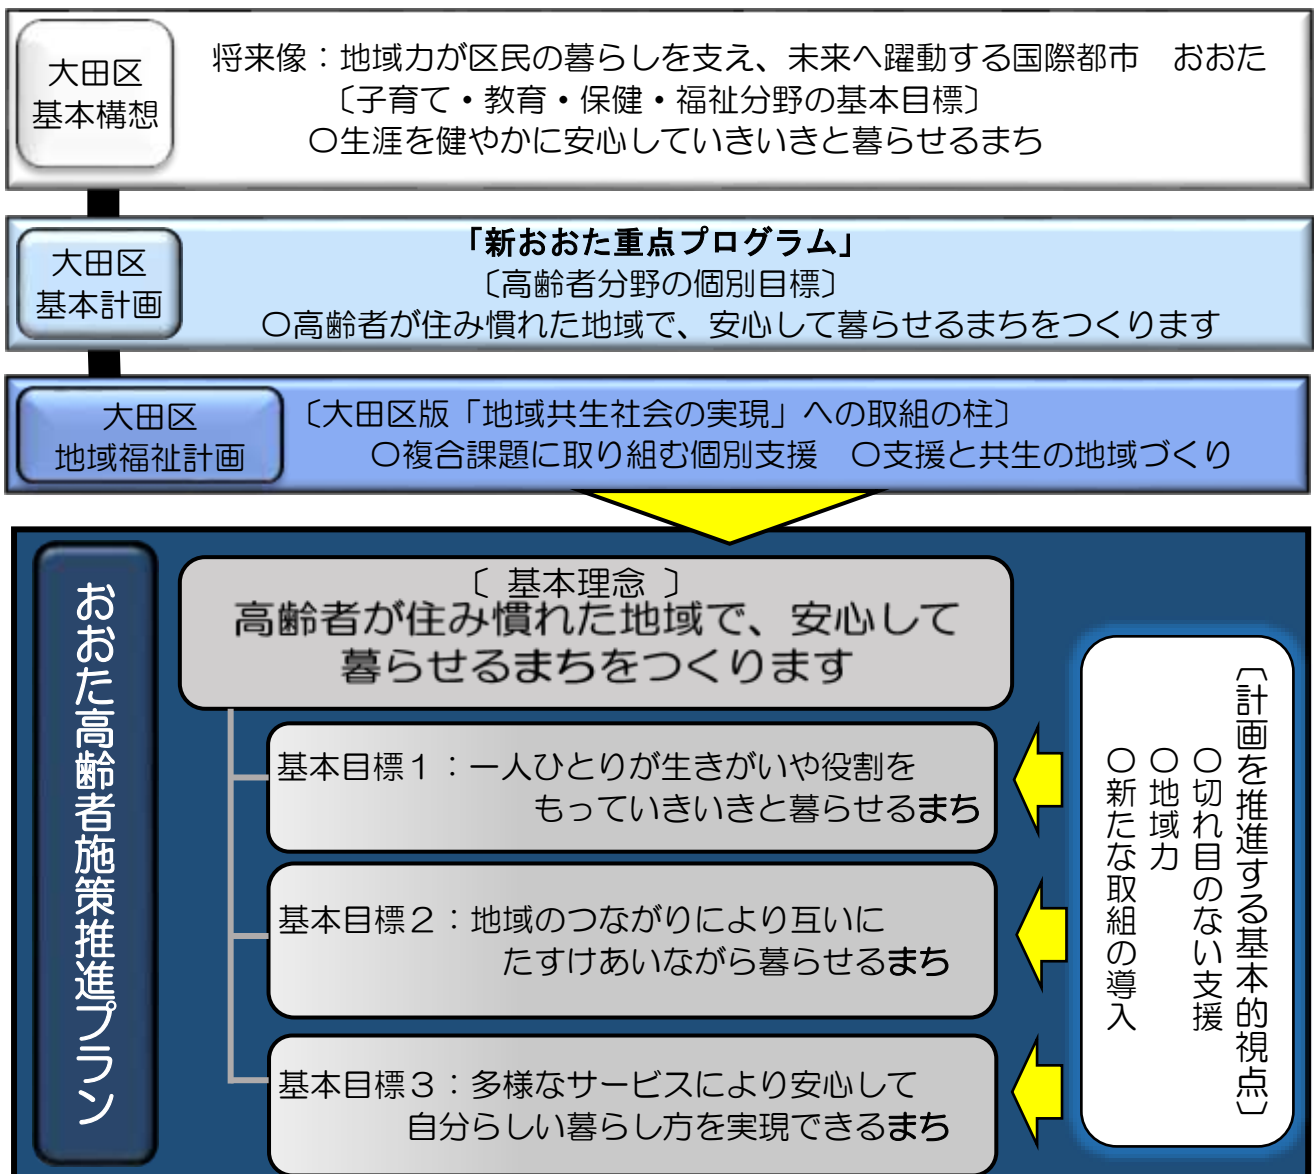 大田区
基本構想
将来像：地域力が区民の暮らしを支え、未来へ躍動する国際都市　おおた
〔子育て・教育・保健・福祉分野の基本目標〕
〇生涯を健やかに安心していきいきと暮らせるまち
大田区
基本計画
「新おおた重点プログラム」
〔高齢者分野の個別目標〕
〇高齢者が住み慣れた地域で、安心して暮らせるまちをつくります
大田区
地域福祉計画
〔大田区版「地域共生社会の実現」への取組の柱〕
〇複合課題に取り組む個別支援　〇支援と共生の地域づくり
おおた高齢者施策推進プラン
〔 基本理念 〕
高齢者が住み慣れた地域で、安心して
暮らせるまちをつくります
基本目標１：一人ひとりが生きがいや役割を
もっていきいきと暮らせるまち
基本目標２：地域のつながりにより互いに
たすけあいながら暮らせるまち
基本目標３：多様なサービスにより安心して
自分らしい暮らし方を実現できるまち
〔計画を推進する基本的視点〕
〇切れ目のない支援
〇地域力
〇新たな取組の導入